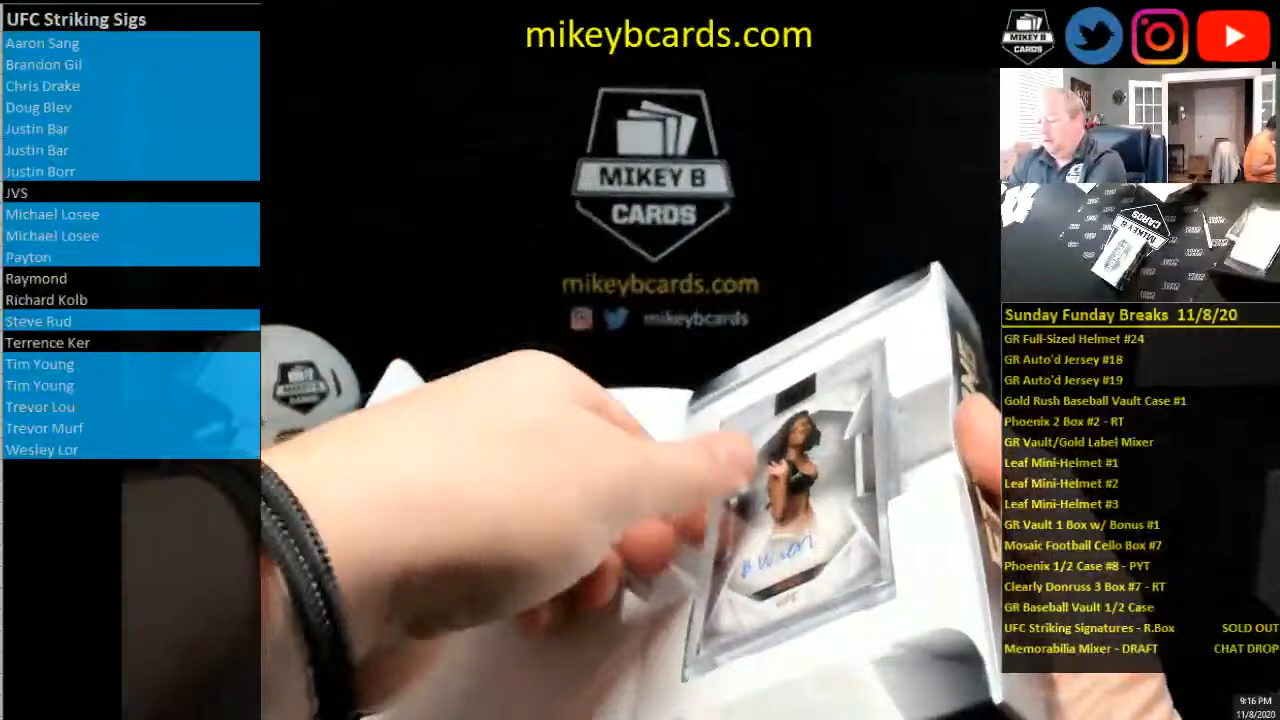 UFC Striking Sigs
Aaron Sang
Brandon Gil
Chris Drake
Doug Blev
Justin Bar
Justin Bar
Justin Borr
JVS
Michael Losee
Michael Losee
Payton
Raymond
Richard Kolb
Steve Rud
Terrence Ker
Tim Young
Tim Young
Trevor Lou
Trevor Murf
Wesley Lor
mikeybcards.com
MIKEY B
CARDS
mikeybcards.com
mikeybcards
MIKEY B
CARDS
Sunday Funday Breaks 11/8/20
GR Full-Sized Helmet #24
GR Auto'd Jersey #18
GR Auto'd Jersey #19
Gold Rush Baseball Vault Case #1
Phoenix 2 Box #2 - RT
GR Vault/Gold Label Mixer
Leaf Mini-Helmet #1
Leaf Mini-Helmet #2
Leaf Mini-Helmet #3
GR Vault 1 Box w/ Bonus #1
Mosaic Football Cello Box #7
Phoenix 1/2 Case #8 - PYT
Clearly Donruss 3 Box #7 - RT
GR Baseball Vault 1/2 Case
UFC Striking Signatures - R.Box SOLD OUT
Memorabilia Mixer - DRAFT CHAT DROP
9:16 PM
11/8/2020